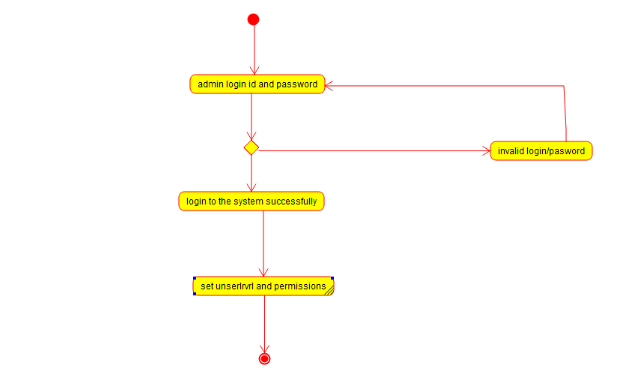 admin login id and password
invalid login/pasword
login to the system successfully
set unserlrvrl and permissions